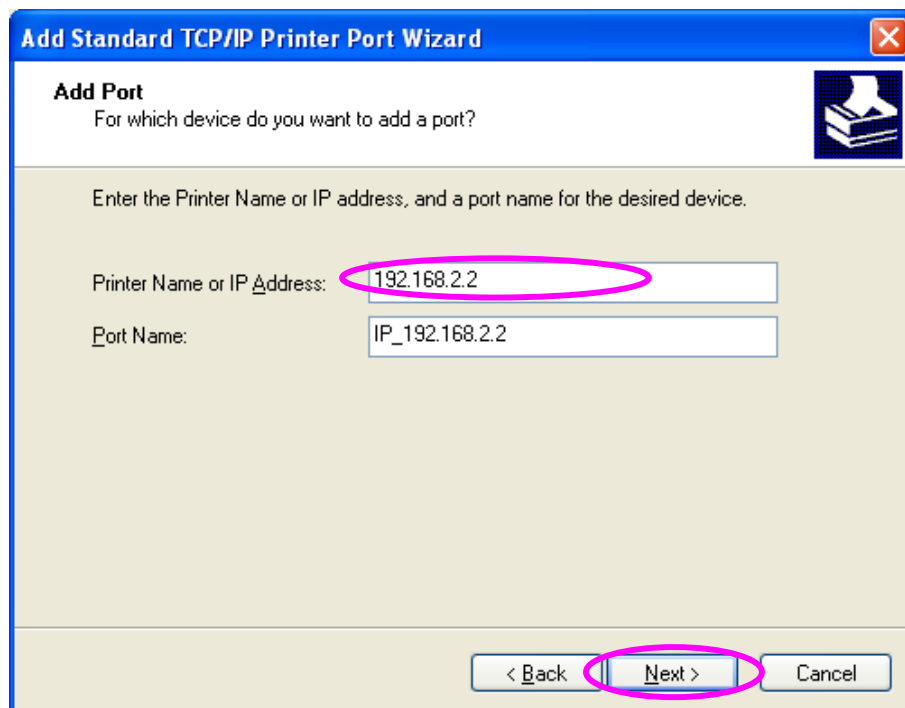 Add Standard TCP/IP Printer Port Wizard
Add Port
For which device do you want to add a port?
Enter the Printer Name or IP address, and a port name for the desired device.
Printer Name or IP Address: 192.168.2.2
Port Name: IP_192.168.2.2
< Back Next > Cancel